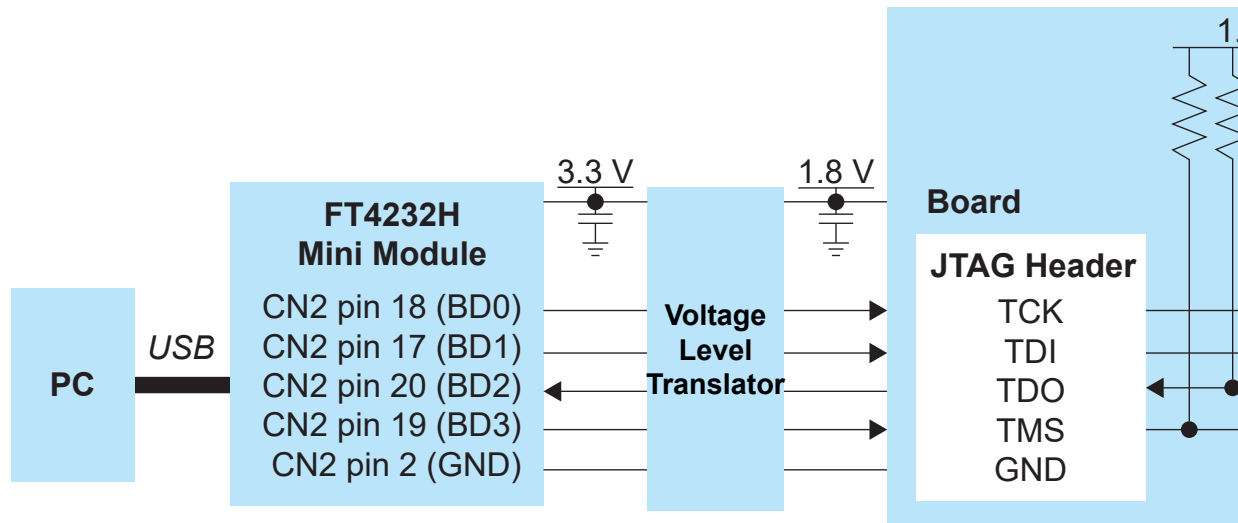 1.
3.3 V
1.8 V
FT4232H
Mini Module
Board
JTAG Header
CN2 pin 18 (BD0)
TCK
CN2 pin 17 (BD1)
TDI
CN2 pin 20 (BD2)
TDO
CN2 pin 19 (BD3)
TMS
CN2 pin 2 (GND)
GND
Voltage
Level
Translator
USB
PC